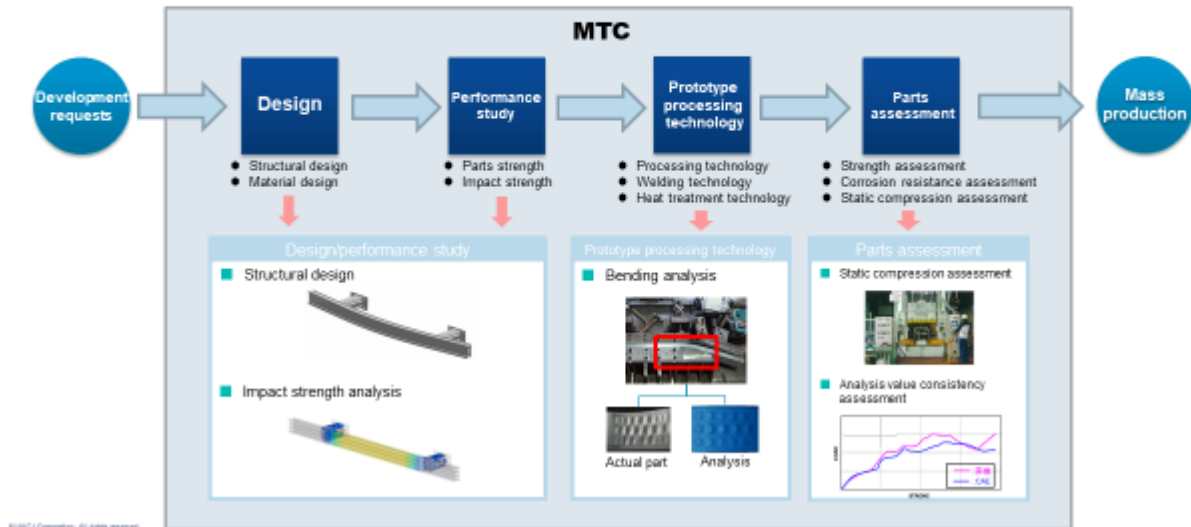 MTC
Development
requests
Design
Performance
study
Prototype
processing
technology
Parts
assessment
Mass
production
● Structural design
● Material design
● Parts strength
● Impact strength
● Processing technology
● Welding technology
● Heat treatment technology
● Strength assessment
● Corrosion resistance assessment
● Static compression assessment
Design/performance study
■ Structural design
■ Impact strength analysis
Prototype processing technology
■ Bending analysis
Actual part
Analysis
Parts assessment
■ Static compression assessment
■ Analysis value consistency
assessment
LOAD
STROKE
CAE